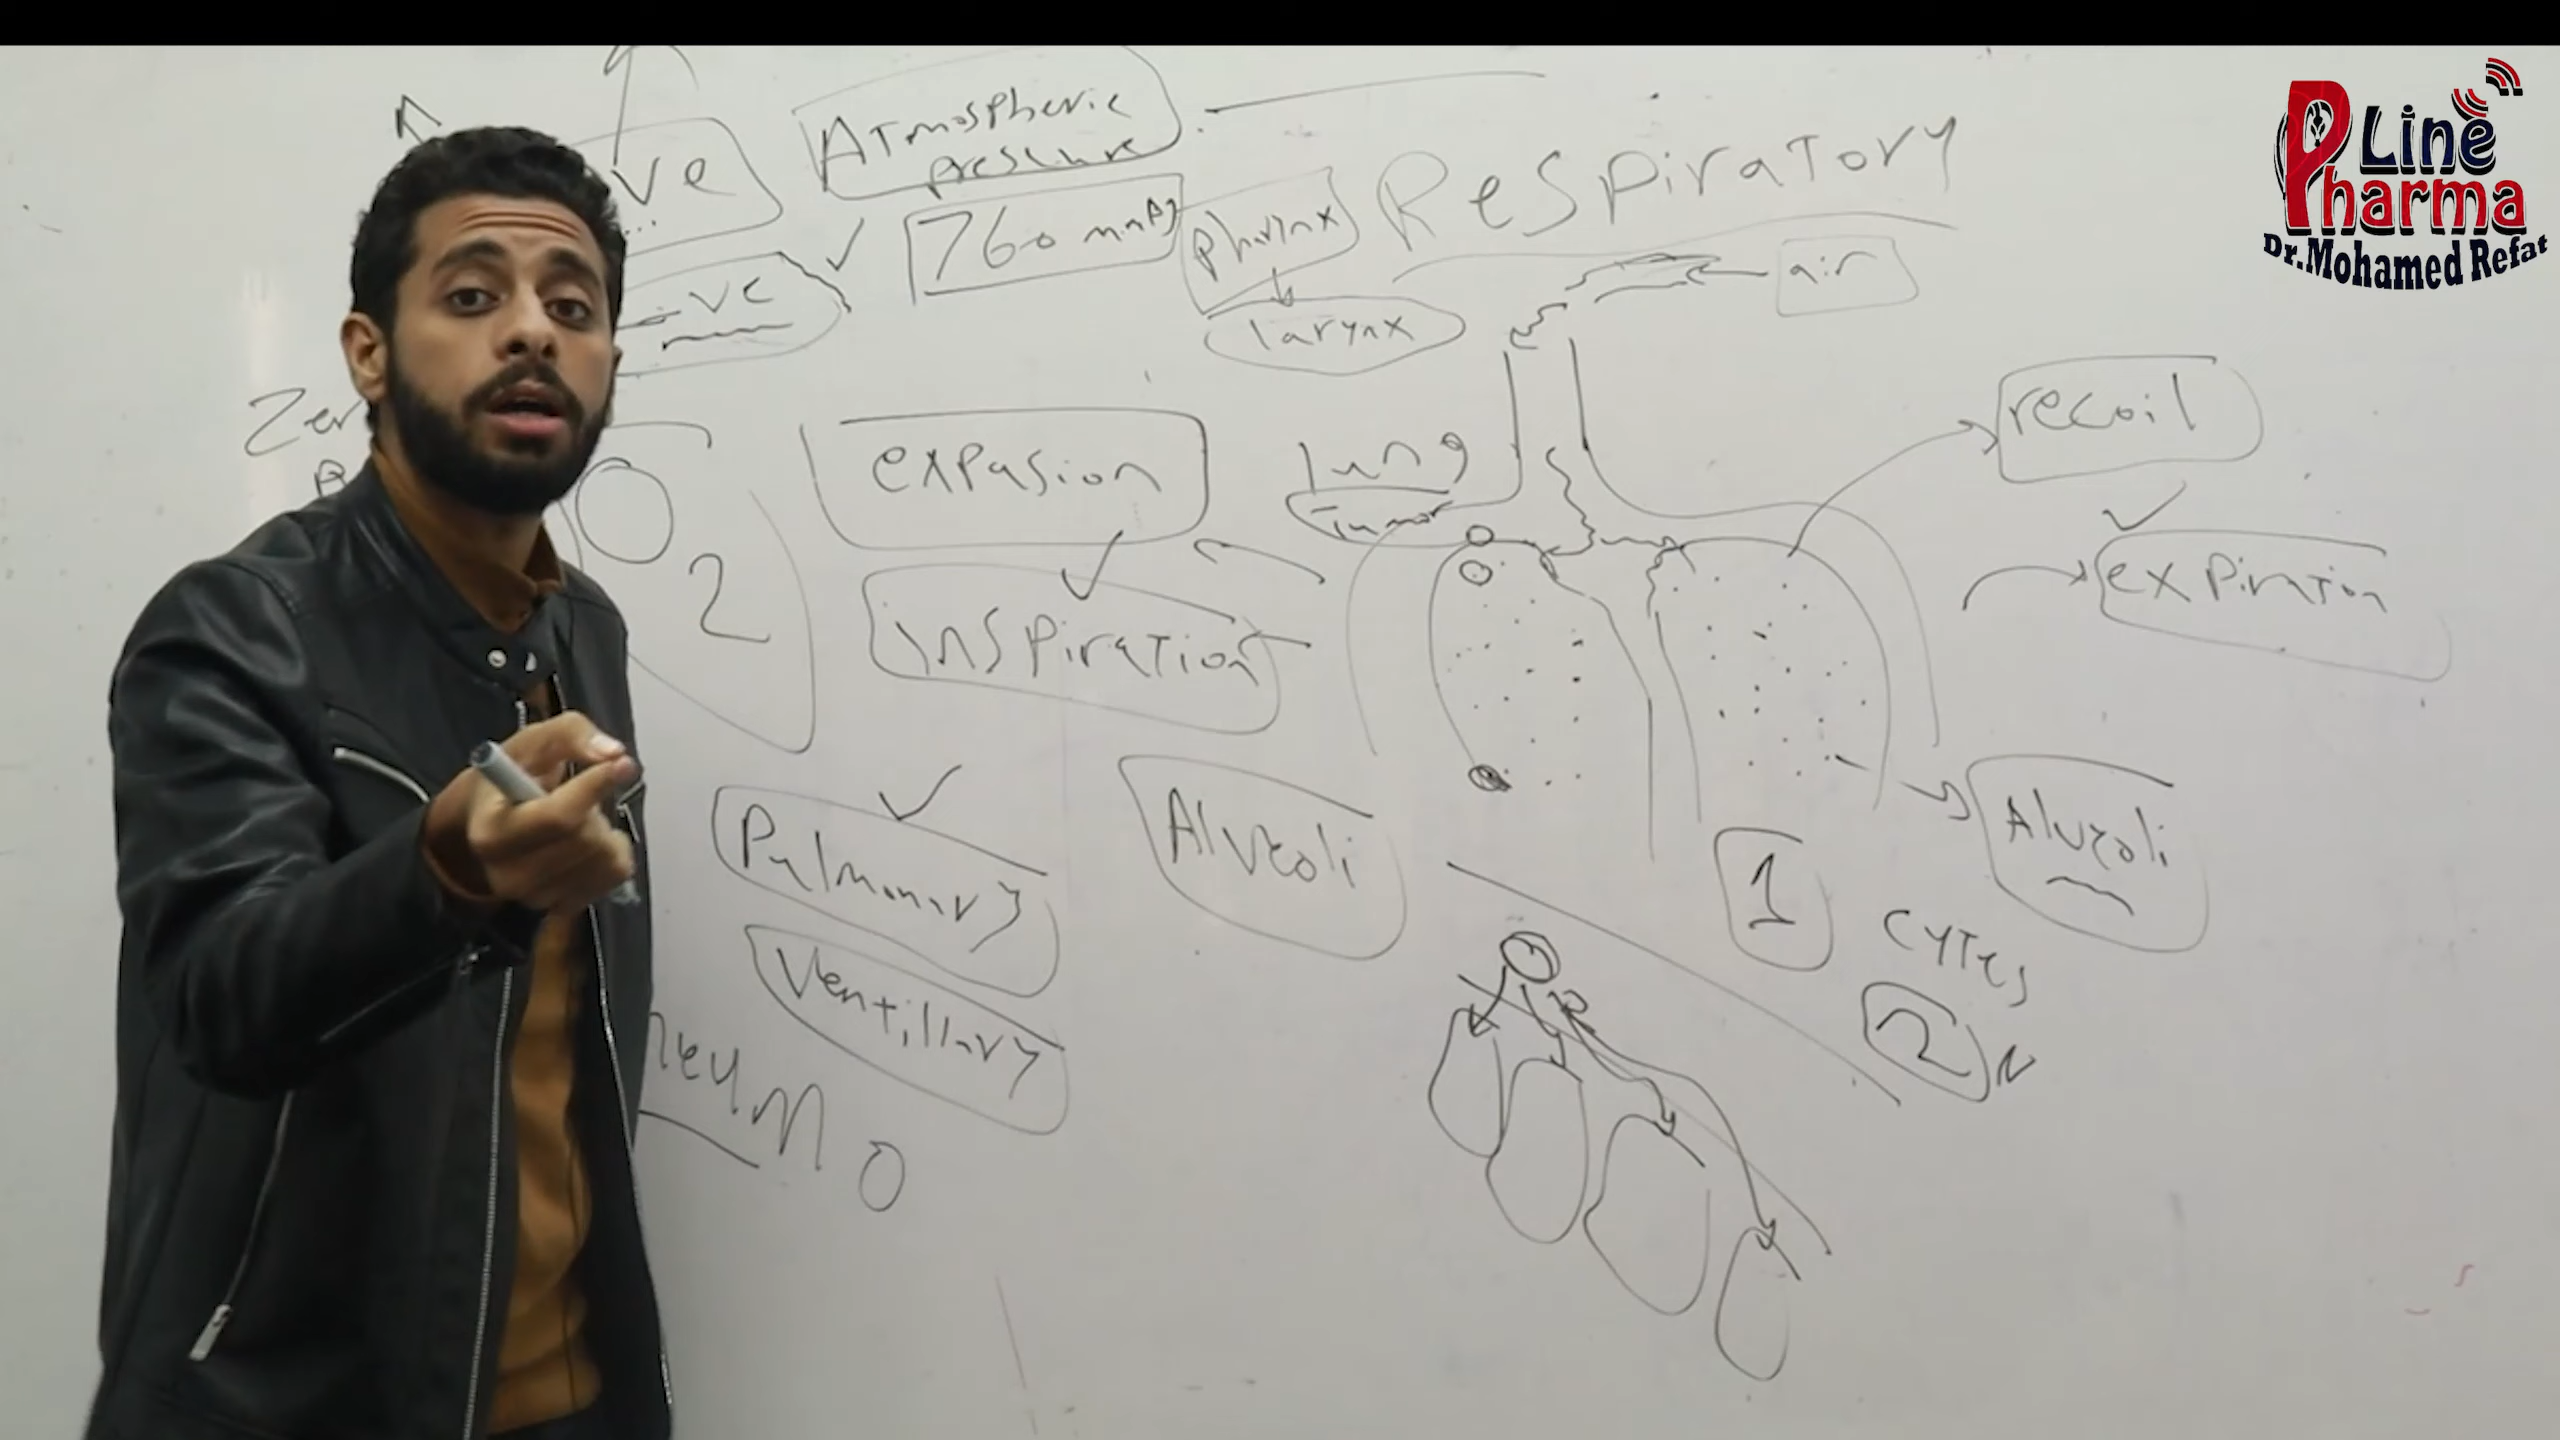 Line
Pharma
Dr.Mohamed Refat
ve
Atmospheric
pressure
760 mmHg
-ve
Pharynx
larynx
Respiratory
air
Zer
O2
expasion
inspiration
lung
Tumor
recoil
expiration
Pulmonary
Ventillary
Alveoli
Alveoli
1
cytes
2
neumo